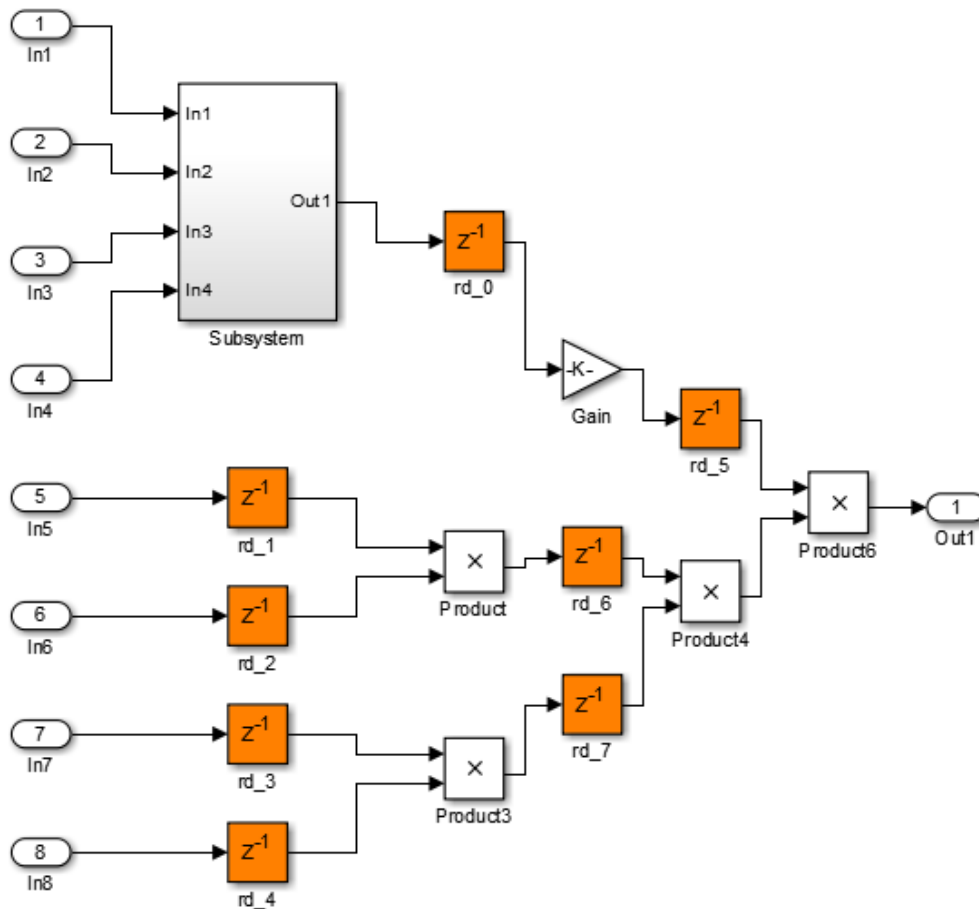 1
In1
2
In2
3
In3
4
In4
In1
In2
In3
In4
Out1
Subsystem
Z-1
rd_0
-K-
Gain
Z-1
rd_5
5
In5
Z-1
rd_1
6
In6
Z-1
rd_2
×
Product
Z-1
rd_6
×
Product4
×
Product6
1
Out1
7
In7
Z-1
rd_3
8
In8
Z-1
rd_4
×
Product3
Z-1
rd_7